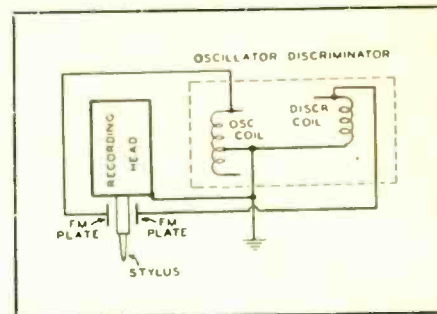 OSCILLATOR DISCRIMINATOR
OSC
COIL
DISCR
COIL
RECORDING
HEAD
FM
PLATE
FM
PLATE
STYLUS